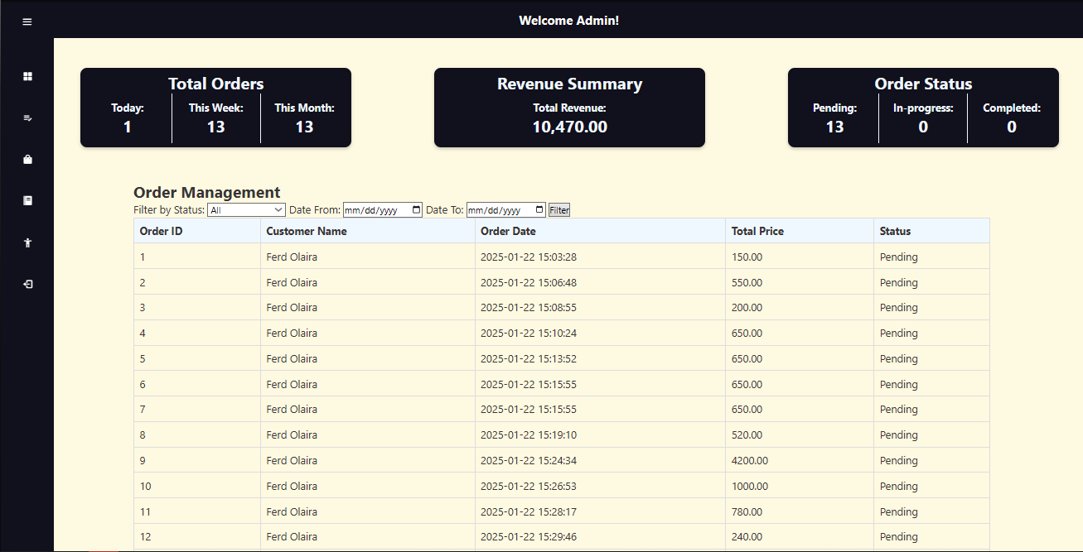 Welcome Admin!
Total Orders
Today: This Week: This Month:
1 13 13
Revenue Summary
Total Revenue:
10,470.00
Order Status
Pending: In-progress: Completed:
13 0 0
Order Management
Filter by Status: All Date From: mm/dd/yyyy Date To: mm/dd/yyyy Filter
Order ID Customer Name Order Date Total Price Status
1 Ferd Olaira 2025-01-22 15:03:28 150.00 Pending
2 Ferd Olaira 2025-01-22 15:06:48 550.00 Pending
3 Ferd Olaira 2025-01-22 15:08:55 200.00 Pending
4 Ferd Olaira 2025-01-22 15:10:24 650.00 Pending
5 Ferd Olaira 2025-01-22 15:13:52 650.00 Pending
6 Ferd Olaira 2025-01-22 15:15:55 650.00 Pending
7 Ferd Olaira 2025-01-22 15:15:55 650.00 Pending
8 Ferd Olaira 2025-01-22 15:19:10 520.00 Pending
9 Ferd Olaira 2025-01-22 15:24:34 4200.00 Pending
10 Ferd Olaira 2025-01-22 15:26:53 1000.00 Pending
11 Ferd Olaira 2025-01-22 15:28:17 780.00 Pending
12 Ferd Olaira 2025-01-22 15:29:46 240.00 Pending